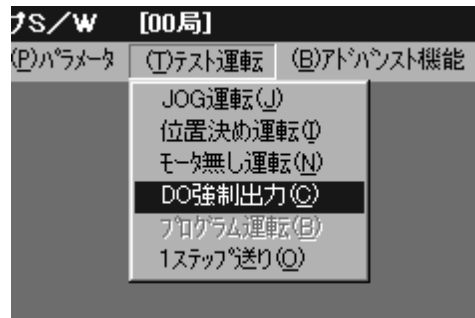 ﾌﾟS／W [00局]
(P)ﾊﾟﾗﾒｰﾀ (T)ﾃｽﾄ運転 (B)ｱﾄﾞﾊﾞﾝｽﾄ機能
JOG運転(J)
位置決め運転(I)
ﾓｰﾀ無し運転(N)
DO強制出力(C)
ﾌﾟﾛｸﾞﾗﾑ運転(B)
1ｽﾃｯﾌﾟ送り(O)